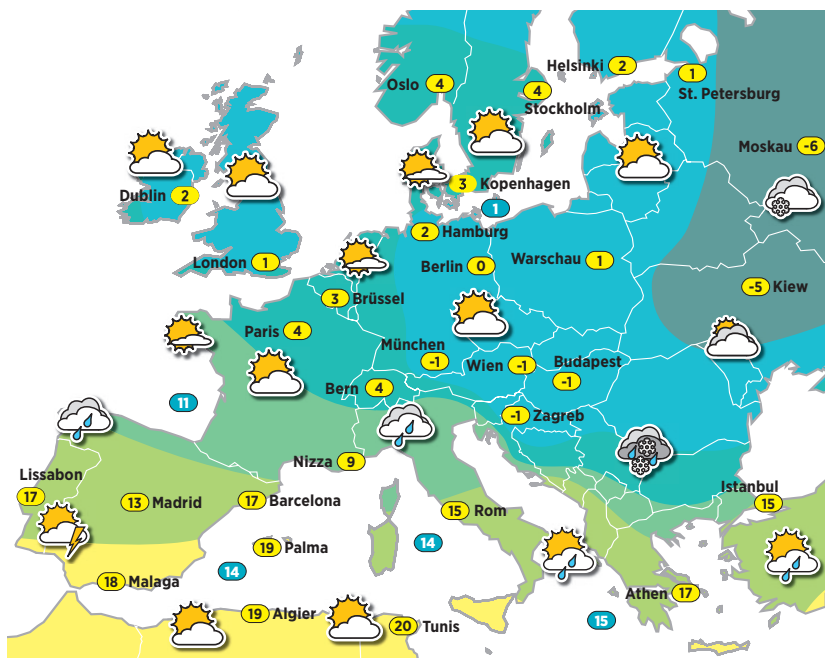 Helsinki 2
1
St. Petersburg
Oslo 4
4
Stockholm
Moskau -6
Dublin 2
3 Kopenhagen
1
2 Hamburg
London 1
Berlin 0
Warschau 1
-5 Kiew
3 Brüssel
Paris 4
München
-1
Wien -1
Budapest
-1
Bern 4
11
-1 Zagreb
Nizza 9
Lissabon
17
13 Madrid
17 Barcelona
15 Rom
Istanbul
15
19 Palma
14
14
18 Malaga
Athen 17
19 Algier
20 Tunis
15